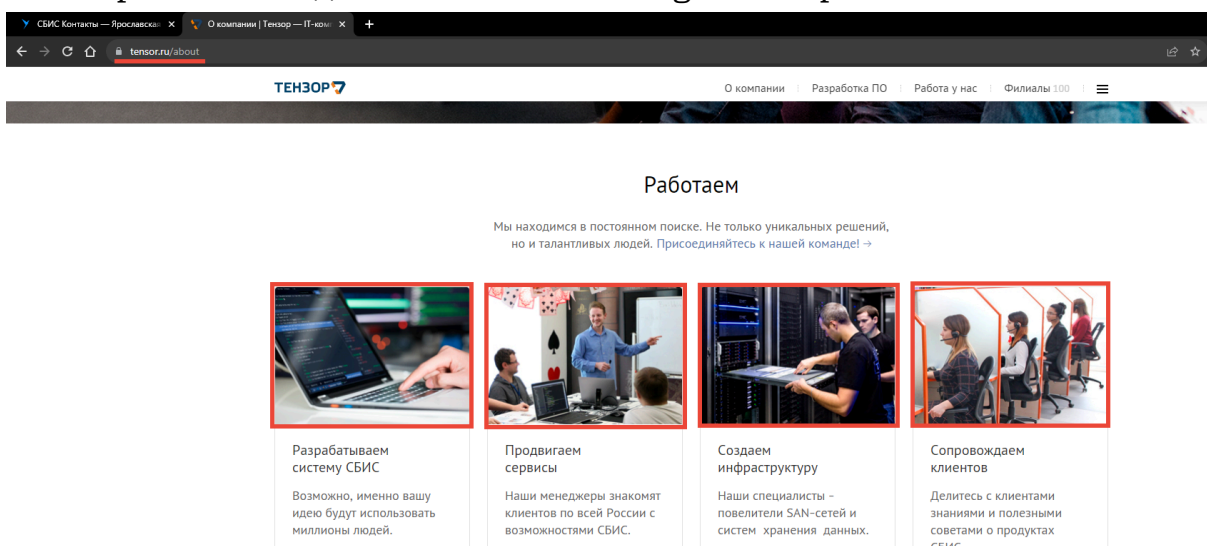 СБИС Контакты — Ярославская
О компании | Тензор — IT-комп
tensor.ru/about
ТЕНЗОР
О компании
Разработка ПО
Работа у нас
Филиалы 100
Работаем
Мы находимся в постоянном поиске. Не только уникальных решений,
но и талантливых людей. Присоединяйтесь к нашей команде! →
Разрабатываем
систему СБИС
Возможно, именно вашу
идею будут использовать
миллионы людей.
Продвигаем
сервисы
Наши менеджеры знакомят
клиентов по всей России с
возможностями СБИС.
Создаем
инфраструктуру
Наши специалисты –
повелители SAN-сетей и
систем хранения данных.
Сопровождаем
клиентов
Делитесь с клиентами
знаниями и полезными
советами о продуктах
СБИС